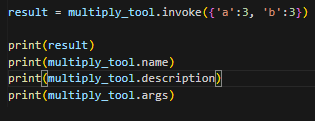 result = multiply_tool.invoke({'a':3, 'b':3})
print(result)
print(multiply_tool.name)
print(multiply_tool.description)
print(multiply_tool.args)